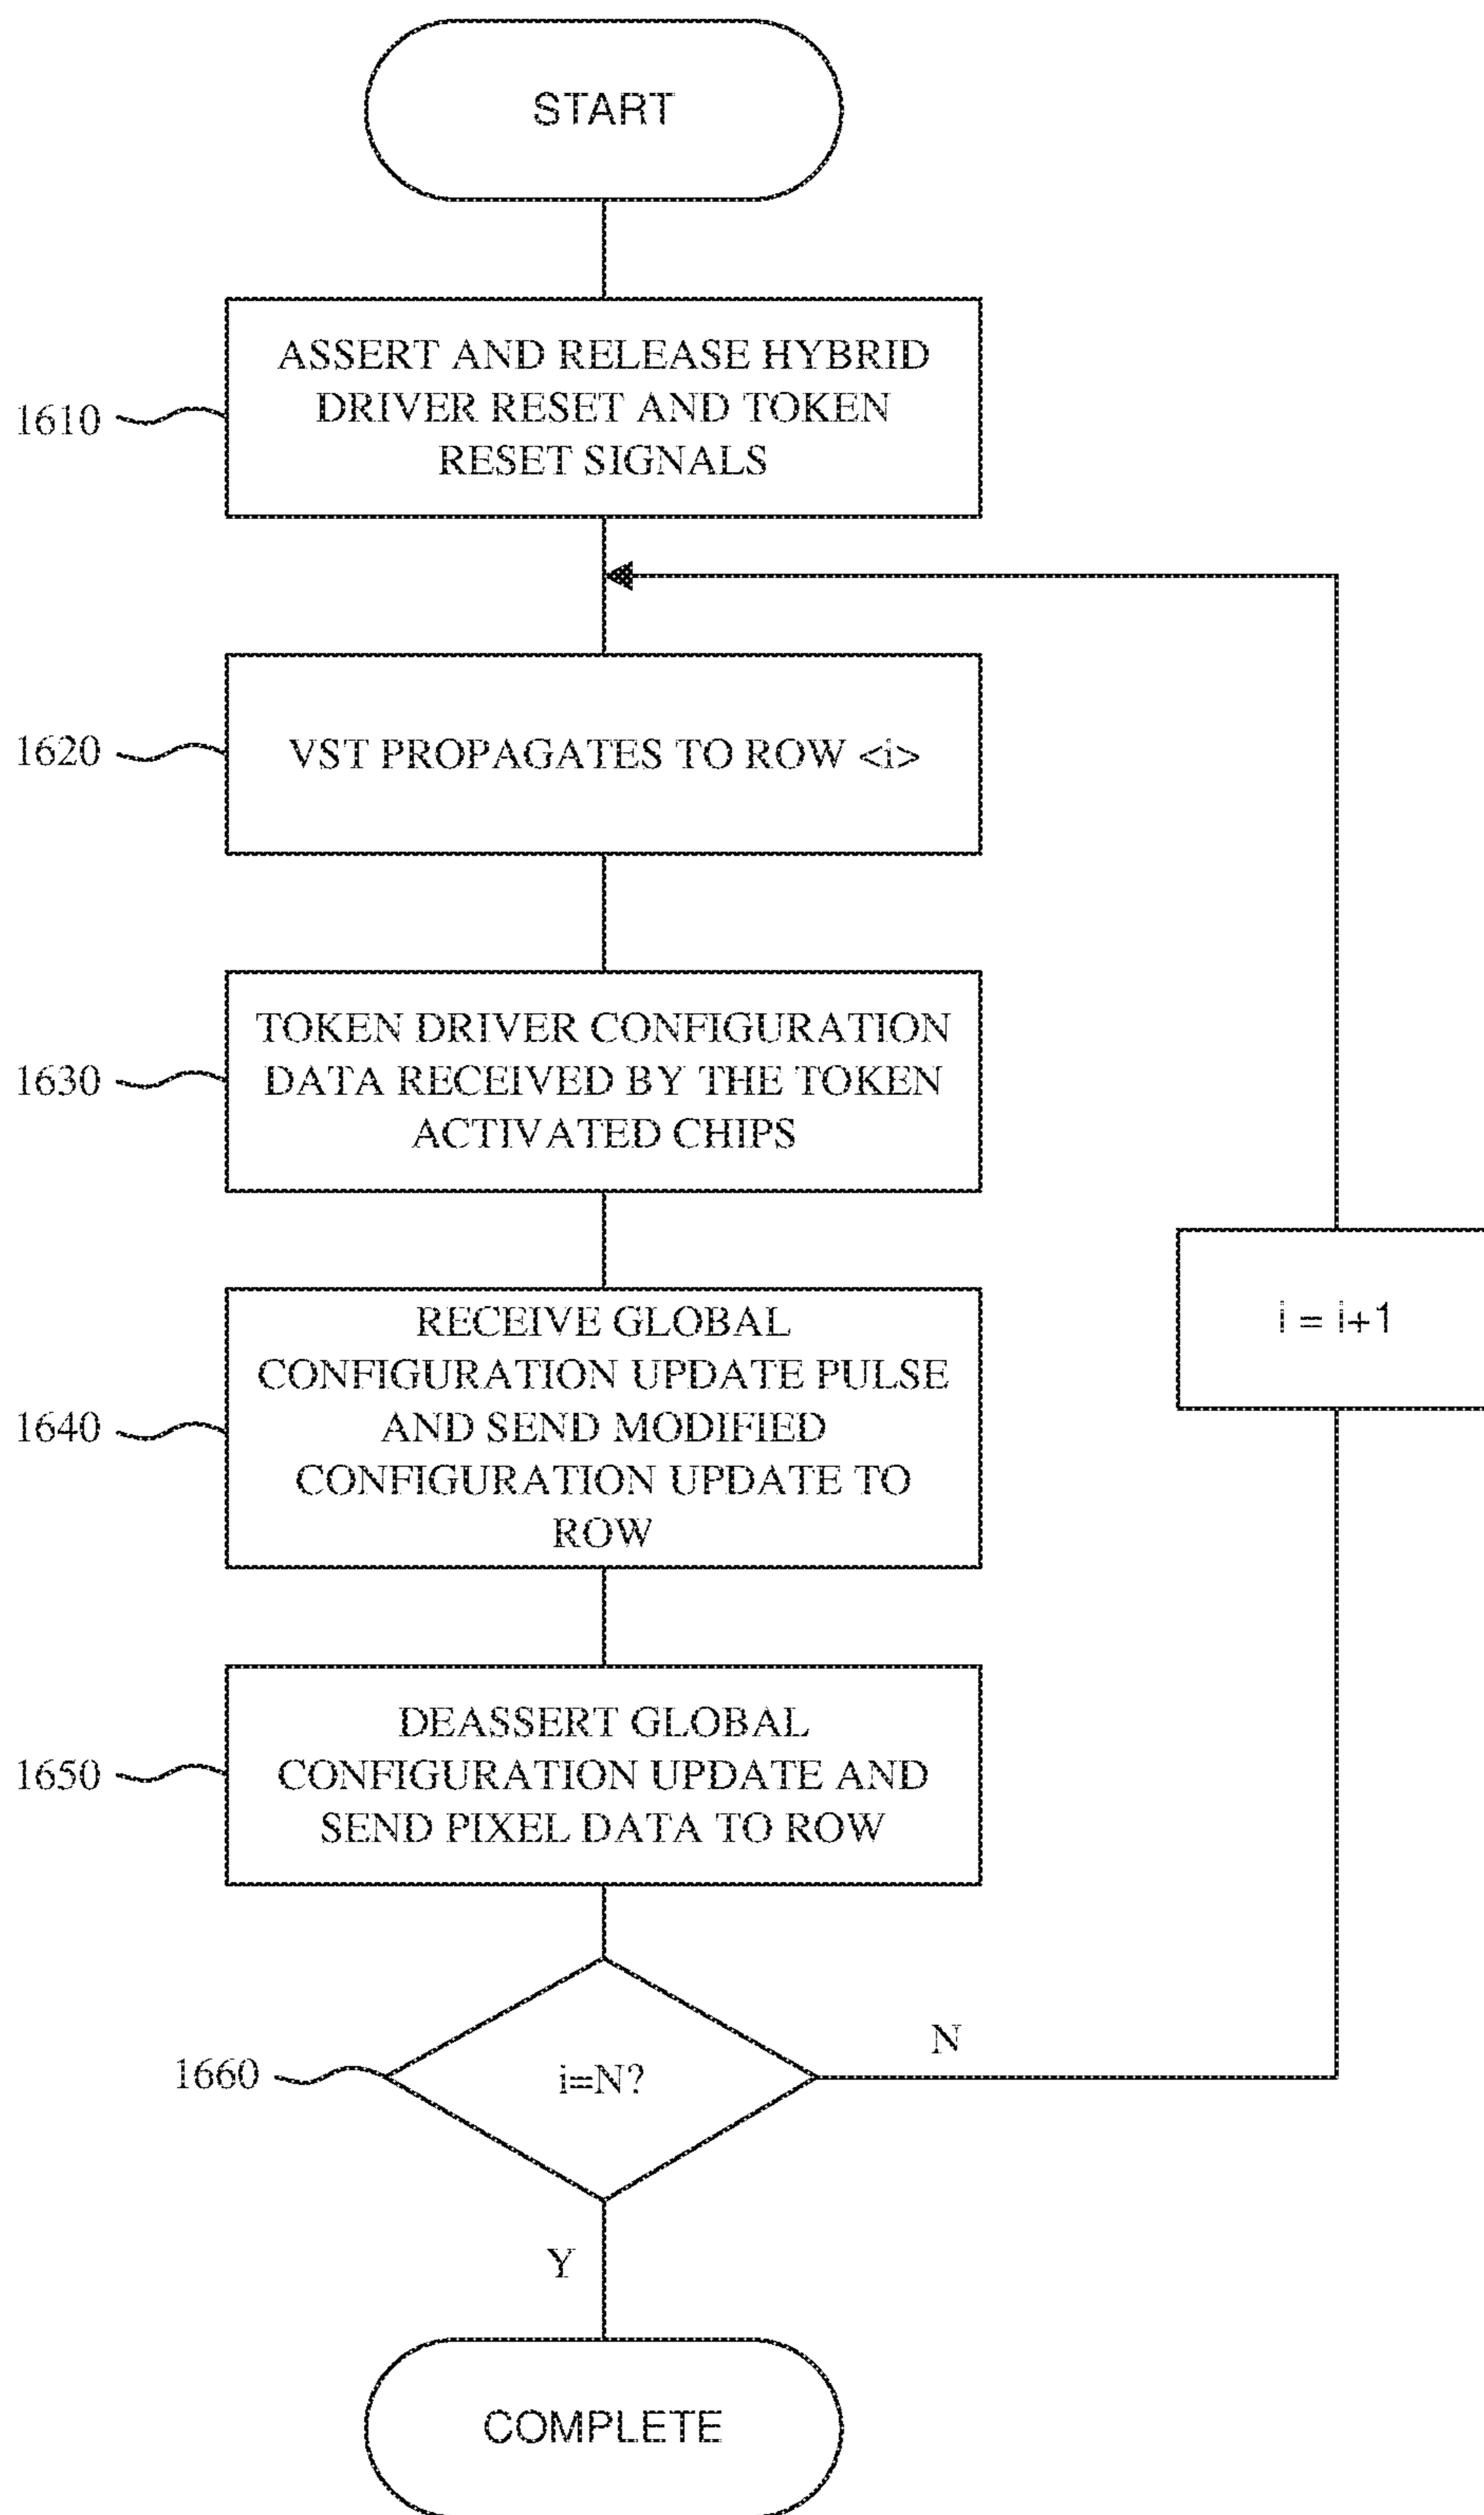 START
ASSERT AND RELEASE HYBRID
DRIVER RESET AND TOKEN
RESET SIGNALS
1610
VST PROPAGATES TO ROW <i>
1620
TOKEN DRIVER CONFIGURATION
DATA RECEIVED BY THE TOKEN
ACTIVATED CHIPS
1630
RECEIVE GLOBAL
CONFIGURATION UPDATE PULSE
AND SEND MODIFIED
CONFIGURATION UPDATE TO
ROW
1640
i = i+1
DEASSERT GLOBAL
CONFIGURATION UPDATE AND
SEND PIXEL DATA TO ROW
1650
i=N?
1660
N
Y
COMPLETE